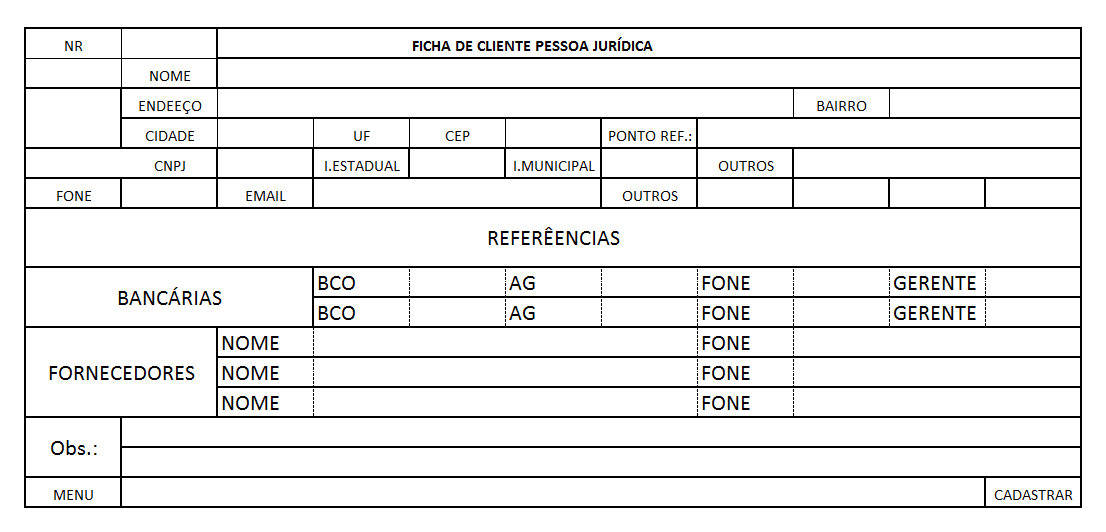 NR FICHA DE CLIENTE PESSOA JURÍDICA
NOME
ENDEEÇO BAIRRO
CIDADE UF CEP PONTO REF.:
CNPJ I.ESTADUAL I.MUNICIPAL OUTROS
FONE EMAIL OUTROS
REFERÊENCIAS
BANCÁRIAS
BCO AG FONE GERENTE
BCO AG FONE GERENTE
FORNECEDORES
NOME FONE
NOME FONE
NOME FONE
Obs.:
MENU CADASTRAR